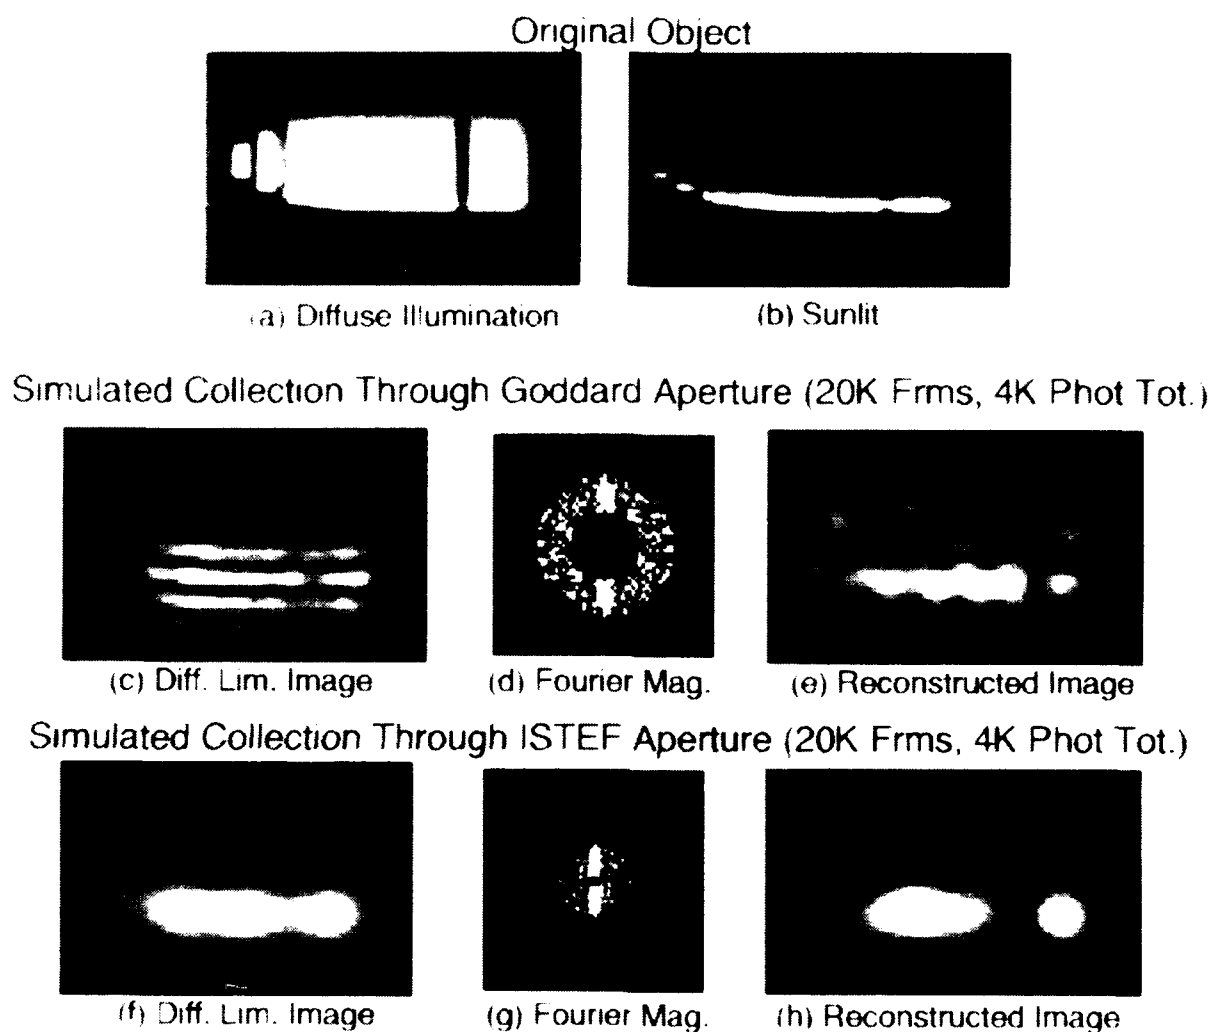 Original Object
(a) Diffuse Illumination
(b) Sunlit
Simulated Collection Through Goddard Aperture (20K Frms, 4K Phot Tot.)
(c) Diff. Lim. Image
(d) Fourier Mag.
(e) Reconstructed Image
Simulated Collection Through ISTEF Aperture (20K Frms, 4K Phot Tot.)
(f) Diff. Lim. Image
(g) Fourier Mag.
(h) Reconstructed Image